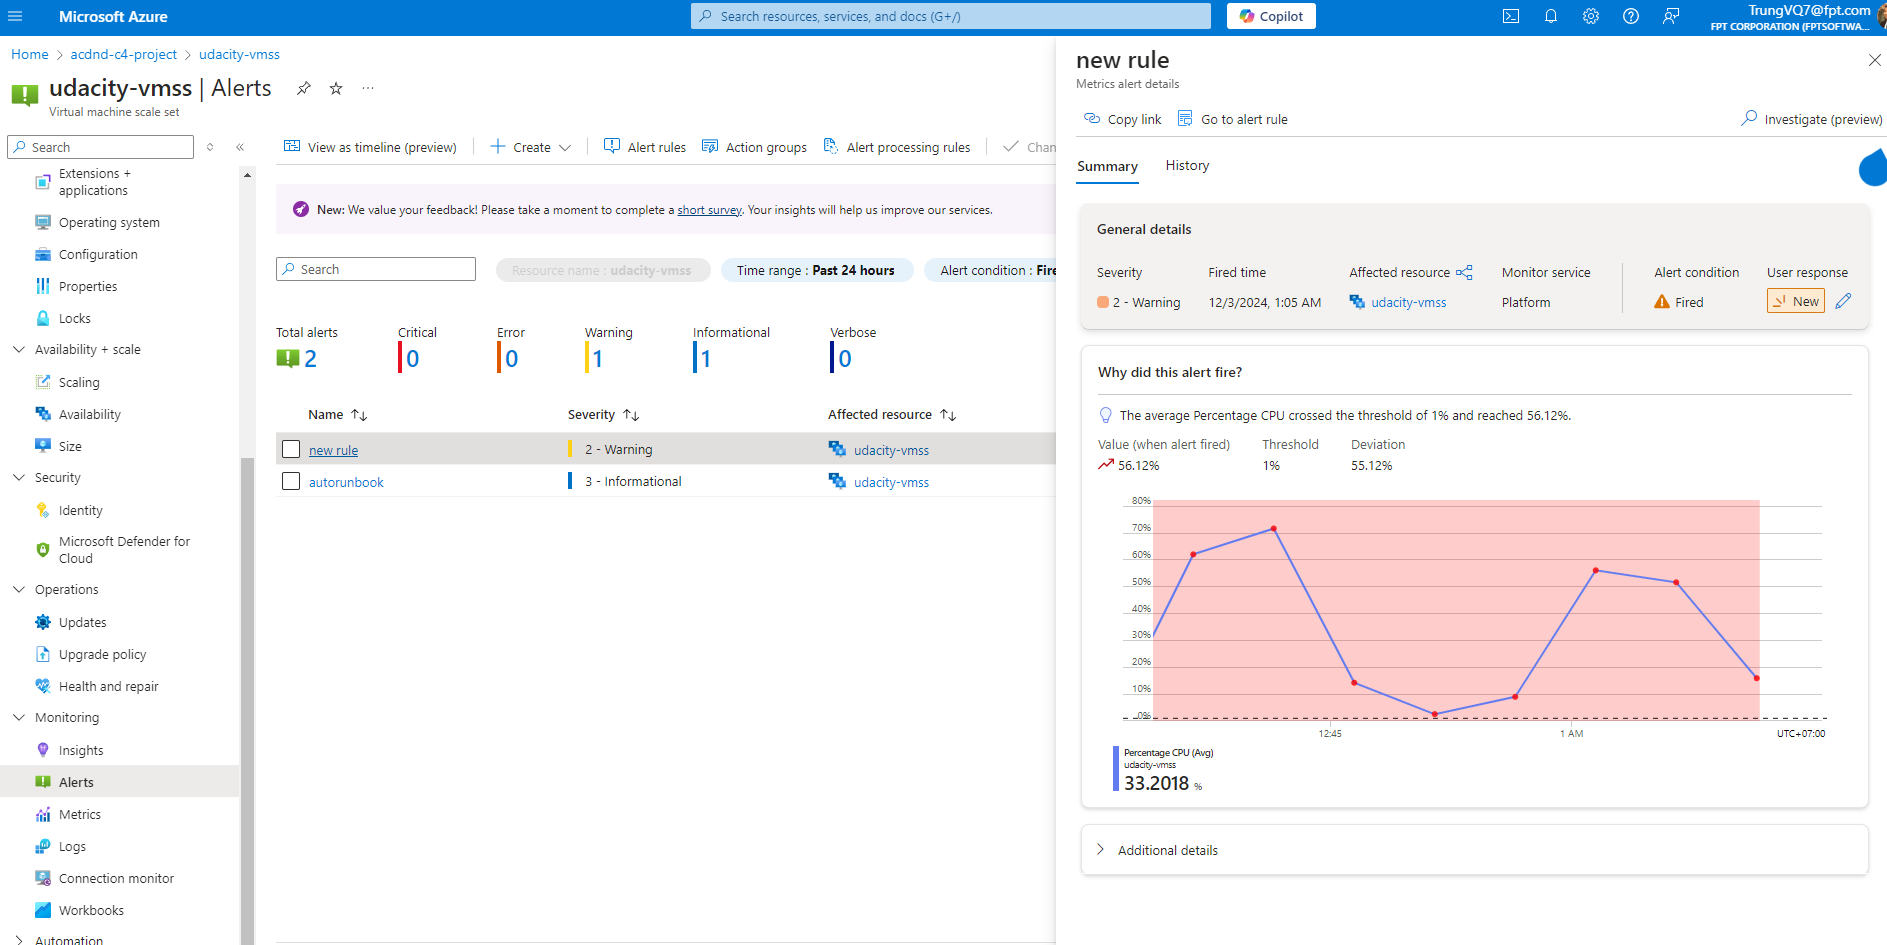 Microsoft Azure
Search resources, services, and docs (G+/)
Copilot
TrungVQ7@fpt.com
FPT CORPORATION (FPTSOFTWA...
Home > acdnd-c4-project > udacity-vmss
udacity-vmss | Alerts
...
Virtual machine scale set
Search
Extensions +
applications
Operating system
Configuration
Properties
Locks
Availability + scale
Scaling
Availability
Size
Security
Identity
Microsoft Defender for
Cloud
Operations
Updates
Upgrade policy
Health and repair
Monitoring
Insights
Alerts
Metrics
Logs
Connection monitor
Workbooks
Automation
View as timeline (preview)
Create
Alert rules
Action groups
Alert processing rules
Chan
New: We value your feedback! Please take a moment to complete a short survey. Your insights will help us improve our services.
Search
Resource name : udacity-vmss
Time range : Past 24 hours
Alert condition : Fire
Total alerts
2
Critical
0
Error
0
Warning
1
Informational
1
Verbose
0
Name
Severity
Affected resource
new rule
2 - Warning
udacity-vmss
autorunbook
3 - Informational
udacity-vmss
new rule
Metrics alert details
Copy link
Go to alert rule
Investigate (preview)
Summary
History
General details
Severity
2 - Warning
Fired time
12/3/2024, 1:05 AM
Affected resource
udacity-vmss
Monitor service
Platform
Alert condition
Fired
User response
New
Why did this alert fire?
The average Percentage CPU crossed the threshold of 1% and reached 56.12%.
Value (when alert fired)
56.12%
Threshold
1%
Deviation
55.12%
80%
70%
60%
50%
40%
30%
20%
10%
0%
12:45
1 AM
UTC+07:00
Percentage CPU (Avg)
udacity-vmss
33.2018 %
Additional details